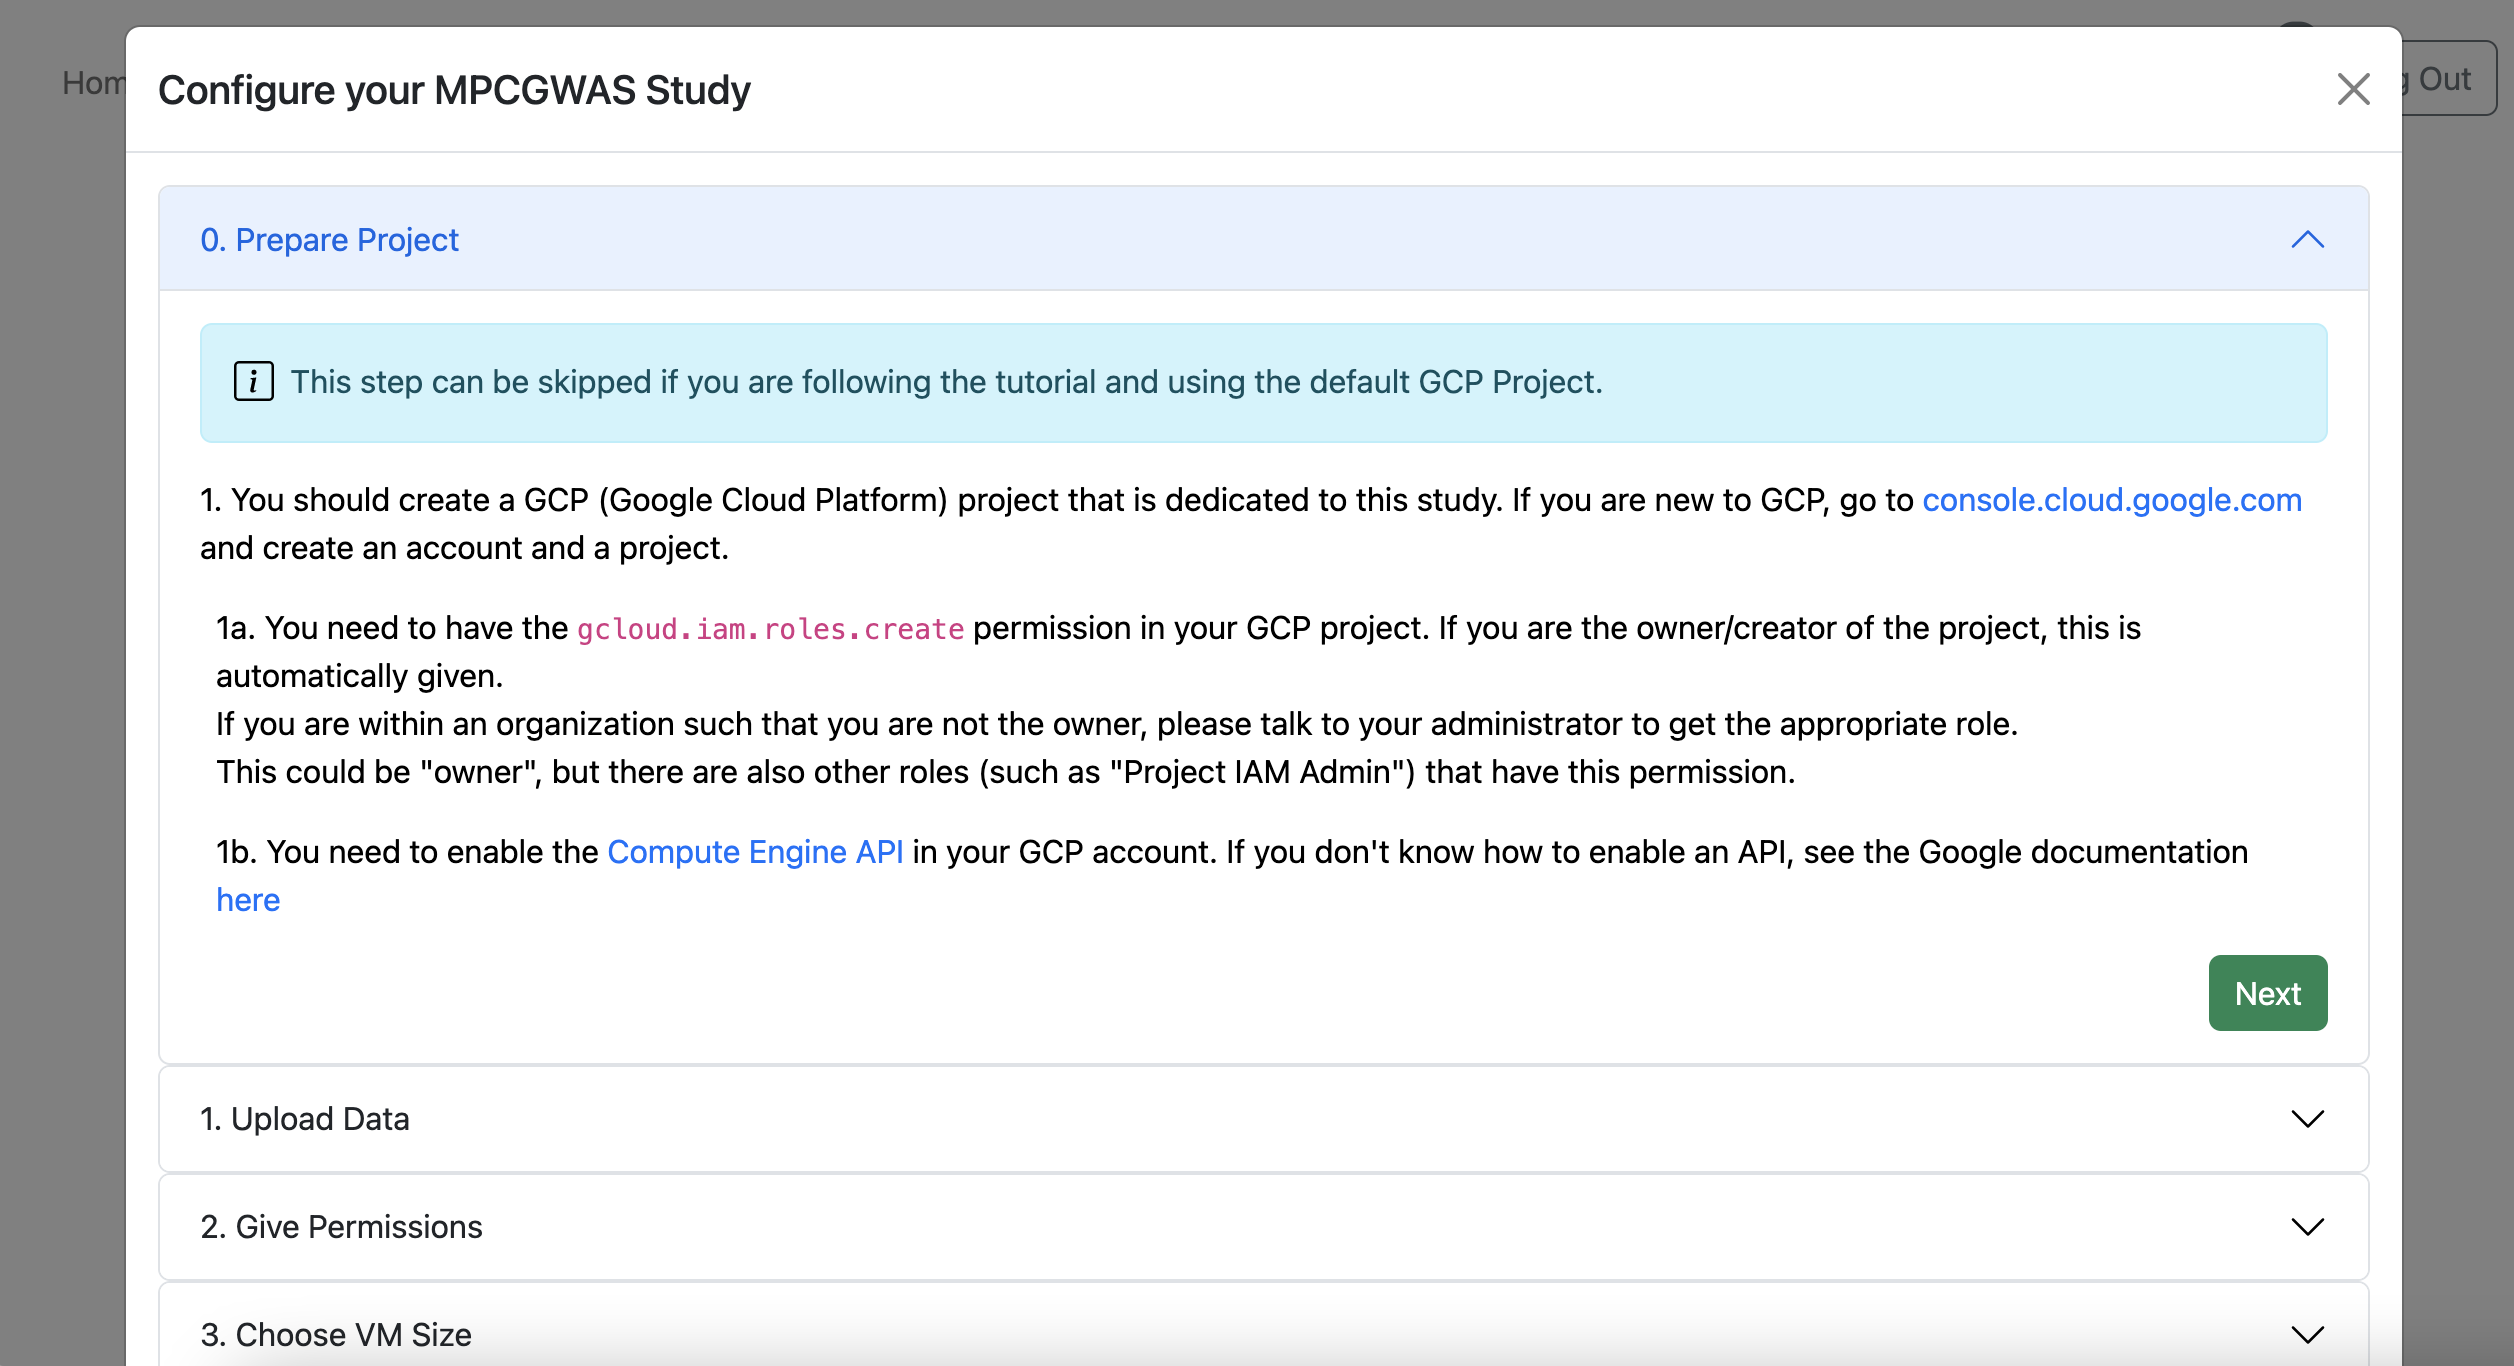 Configure your MPCGWAS Study
Out
0. Prepare Project
i This step can be skipped if you are following the tutorial and using the default GCP Project.
1. You should create a GCP (Google Cloud Platform) project that is dedicated to this study. If you are new to GCP, go to console.cloud.google.com
and create an account and a project.
1a. You need to have the gcloud.iam.roles.create permission in your GCP project. If you are the owner/creator of the project, this is
automatically given.
If you are within an organization such that you are not the owner, please talk to your administrator to get the appropriate role.
This could be "owner", but there are also other roles (such as "Project IAM Admin") that have this permission.
1b. You need to enable the Compute Engine API in your GCP account. If you don't know how to enable an API, see the Google documentation
here
Next
1. Upload Data
2. Give Permissions
3. Choose VM Size